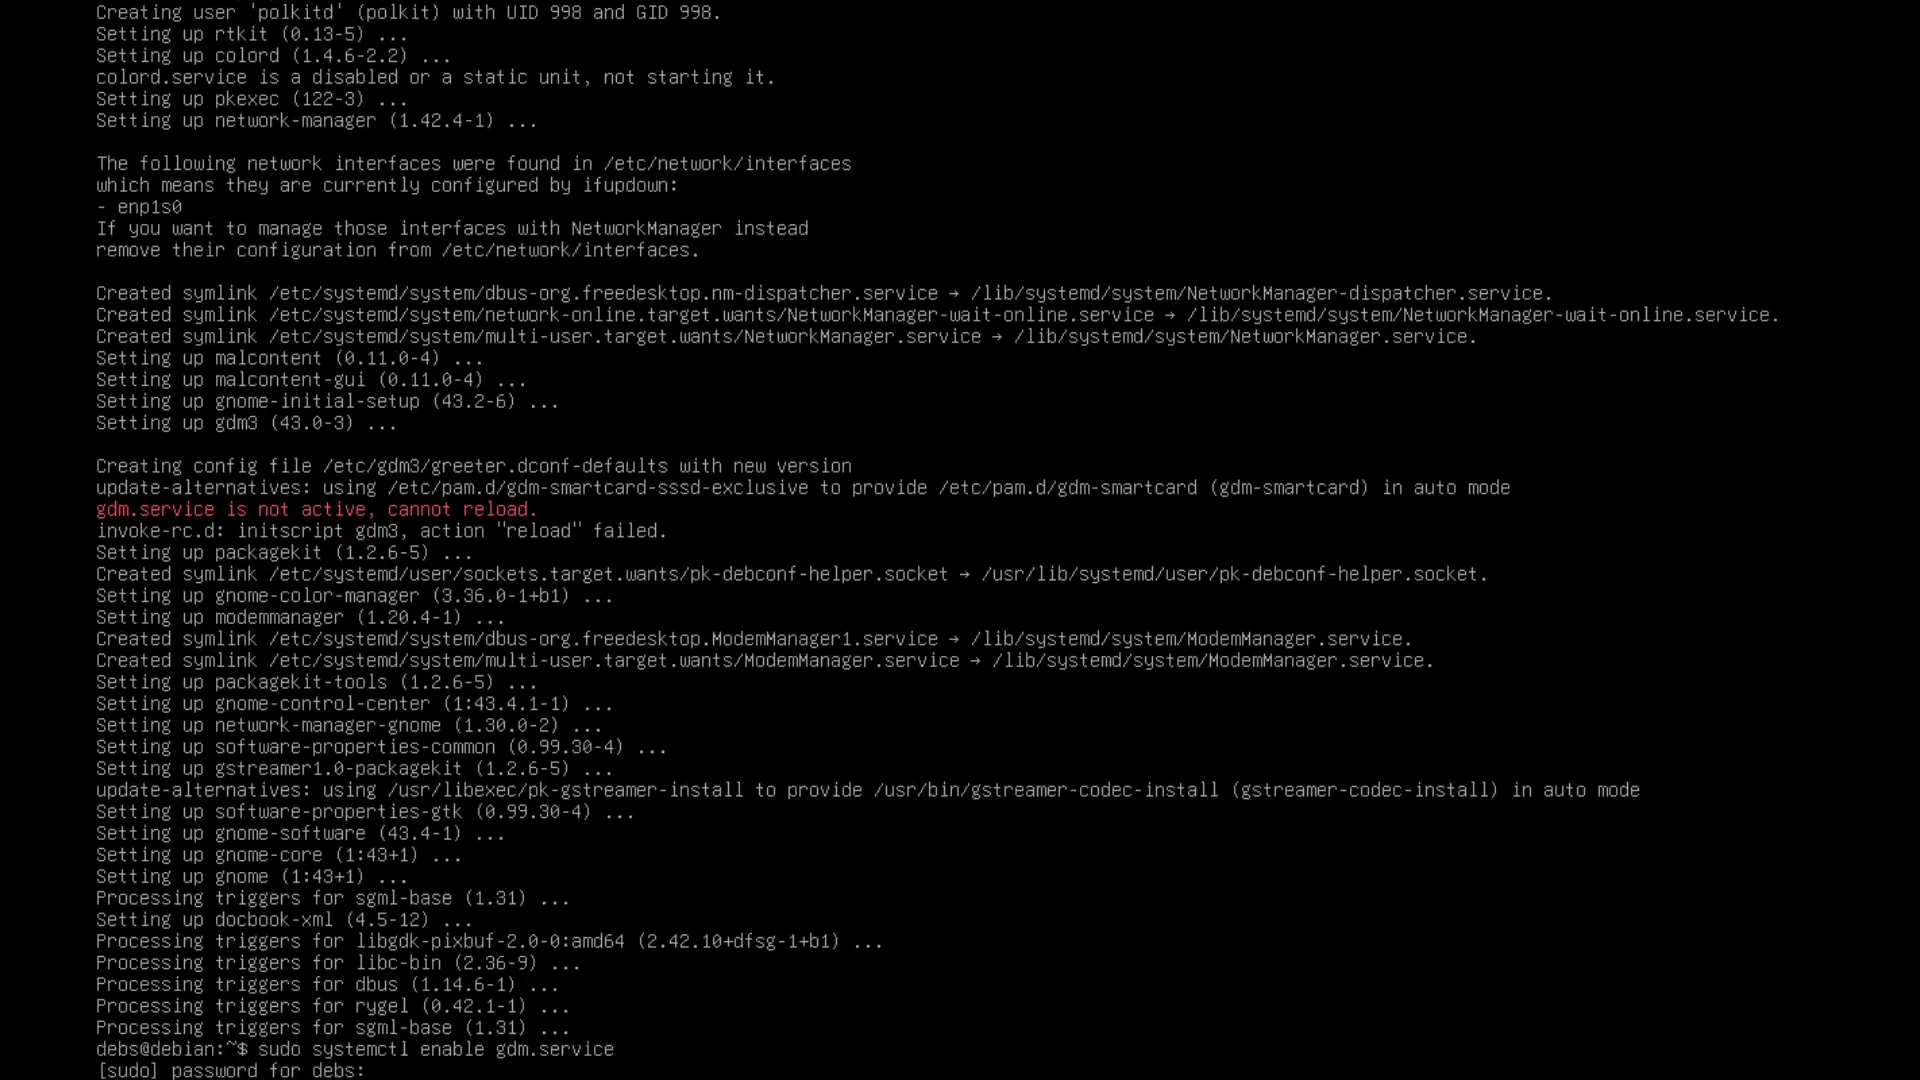 Creating user 'polkitd' (polkit) with UID 998 and GID 998.
Setting up rtkit (0.13-5) ...
Setting up colord (1.4.6-2.2) ...
colord.service is a disabled or a static unit, not starting it.
Setting up pkexec (122-3) ...
Setting up network-manager (1.42.4-1) ...
The following network interfaces were found in /etc/network/interfaces
which means they are currently configured by ifupdown:
- enp1s0
If you want to manage those interfaces with NetworkManager instead
remove their configuration from /etc/network/interfaces.
Created symlink /etc/systemd/system/dbus-org.freedesktop.nm-dispatcher.service → /lib/systemd/system/NetworkManager-dispatcher.service.
Created symlink /etc/systemd/system/network-online.target.wants/NetworkManager-wait-online.service → /lib/systemd/system/NetworkManager-wait-online.service.
Created symlink /etc/systemd/system/multi-user.target.wants/NetworkManager.service → /lib/systemd/system/NetworkManager.service.
Setting up malcontent (0.11.0-4) ...
Setting up malcontent-gui (0.11.0-4) ...
Setting up gnome-initial-setup (43.2-6) ...
Setting up gdm3 (43.0-3) ...
Creating config file /etc/gdm3/greeter.dconf-defaults with new version
update-alternatives: using /etc/pam.d/gdm-smartcard-sssd-exclusive to provide /etc/pam.d/gdm-smartcard (gdm-smartcard) in auto mode
gdm.service is not active, cannot reload.
invoke-rc.d: initscript gdm3, action "reload" failed.
Setting up packagekit (1.2.6-5) ...
Created symlink /etc/systemd/user/sockets.target.wants/pk-debconf-helper.socket → /usr/lib/systemd/user/pk-debconf-helper.socket.
Setting up gnome-color-manager (3.36.0-1+b1) ...
Setting up modemmanager (1.20.4-1) ...
Created symlink /etc/systemd/system/dbus-org.freedesktop.ModemManager1.service → /lib/systemd/system/ModemManager.service.
Created symlink /etc/systemd/system/multi-user.target.wants/ModemManager.service → /lib/systemd/system/ModemManager.service.
Setting up packagekit-tools (1.2.6-5) ...
Setting up gnome-control-center (1:43.4.1-1) ...
Setting up network-manager-gnome (1.30.0-2) ...
Setting up software-properties-common (0.99.30-4) ...
Setting up gstreamer1.0-packagekit (1.2.6-5) ...
update-alternatives: using /usr/libexec/pk-gstreamer-install to provide /usr/bin/gstreamer-codec-install (gstreamer-codec-install) in auto mode
Setting up software-properties-gtk (0.99.30-4) ...
Setting up gnome-software (43.4-1) ...
Setting up gnome-core (1:43+1) ...
Setting up gnome (1:43+1) ...
Processing triggers for sgml-base (1.31) ...
Setting up docbook-xml (4.5-12) ...
Processing triggers for libgdk-pixbuf-2.0-0:amd64 (2.42.10+dfsg-1+b1) ...
Processing triggers for libc-bin (2.36-9) ...
Processing triggers for dbus (1.14.6-1) ...
Processing triggers for rygel (0.42.1-1) ...
Processing triggers for sgml-base (1.31) ...
debs@debian:~$ sudo systemctl enable gdm.service
[sudo] password for debs: